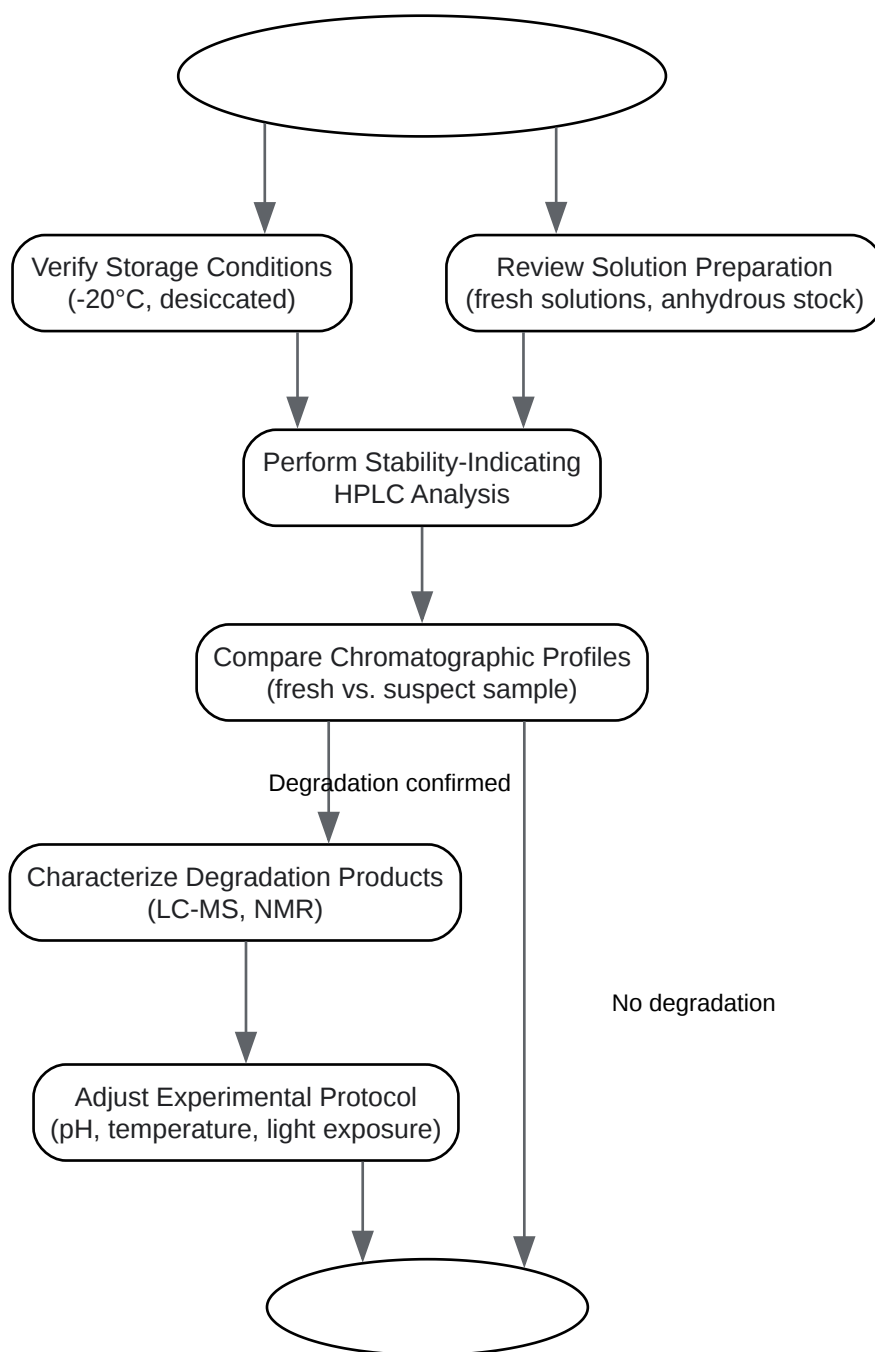 Verify Storage Conditions
(-20°C, desiccated)
Review Solution Preparation
(fresh solutions, anhydrous stock)
Perform Stability-Indicating
HPLC Analysis
Compare Chromatographic Profiles
(fresh vs. suspect sample)
Degradation confirmed
Characterize Degradation Products
(LC-MS, NMR)
No degradation
Adjust Experimental Protocol
(pH, temperature, light exposure)